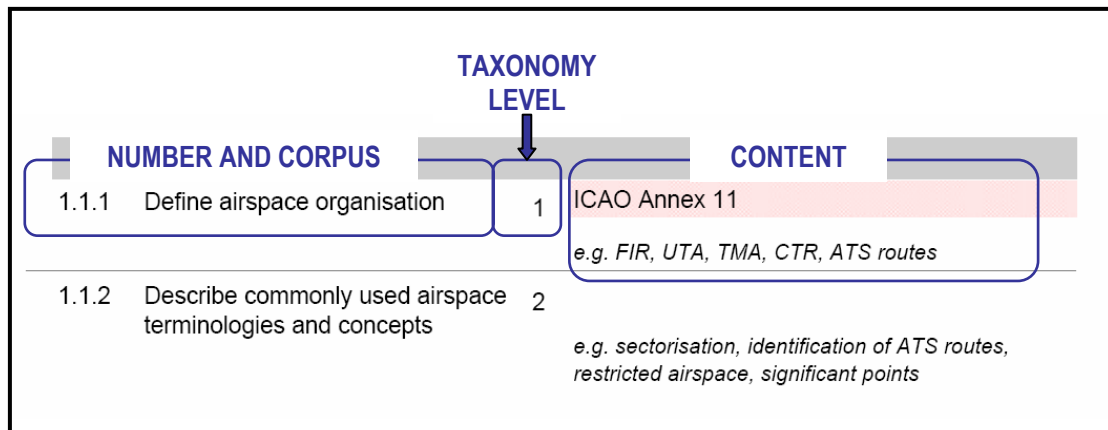 TAXONOMY
LEVEL
NUMBER AND CORPUS
CONTENT
1.1.1 Define airspace organisation 1 ICAO Annex 11
e.g. FIR, UTA, TMA, CTR, ATS routes
1.1.2 Describe commonly used airspace 2
terminologies and concepts
e.g. sectorisation, identification of ATS routes,
restricted airspace, significant points